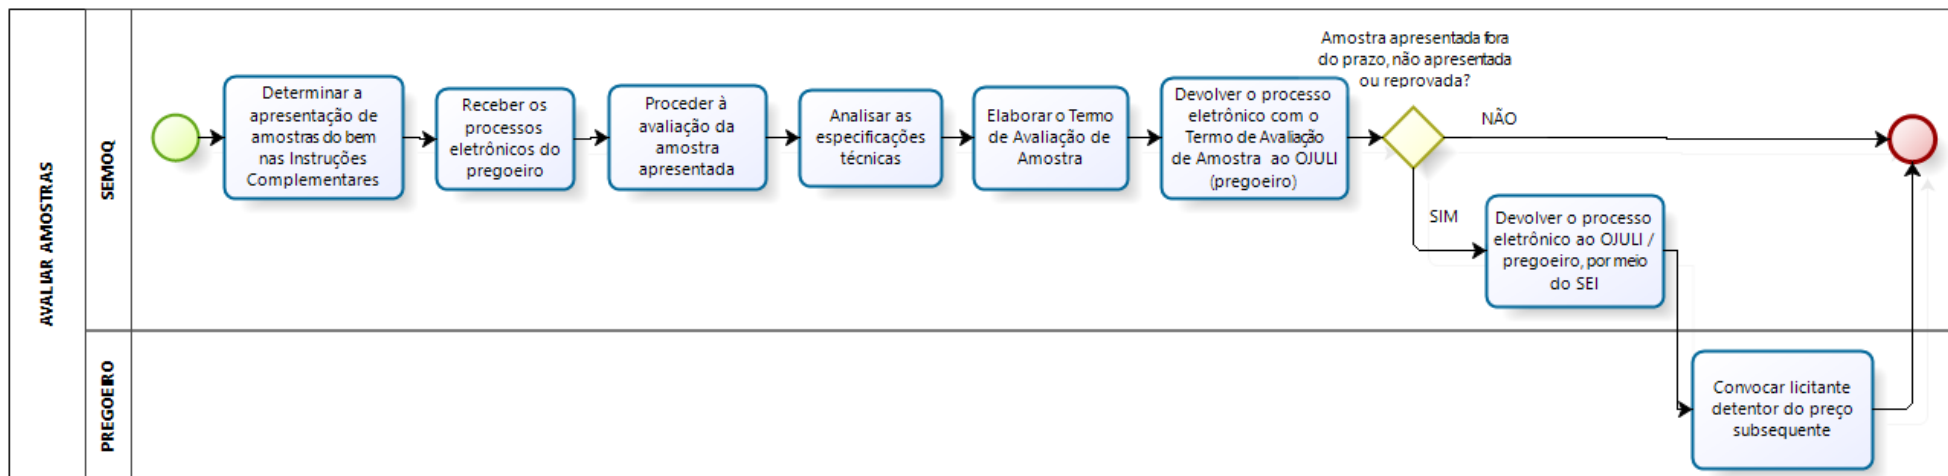 AVALIAR AMOSTRAS
SEMOQ
Determinar a
apresentação de
amostras do bem
nas Instruções
Complementares
Receber os
processos
eletrônicos do
pregoeiro
Proceder à
avaliação da
amostra
apresentada
Analisar as
especificações
técnicas
Elaborar o Termo
de Avaliação de
Amostra
Devolver o processo
eletrônico com o
Termo de Avaliação
de Amostra ao OJULI
(pregoeiro)
Amostra apresentada fora
do prazo, não apresentada
ou reprovada?
NÃO
SIM
Devolver o processo
eletrônico ao OJULI /
pregoeiro, por meio
do SEI
PREGOEIRO
Convocar licitante
detentor do preço
subsequente